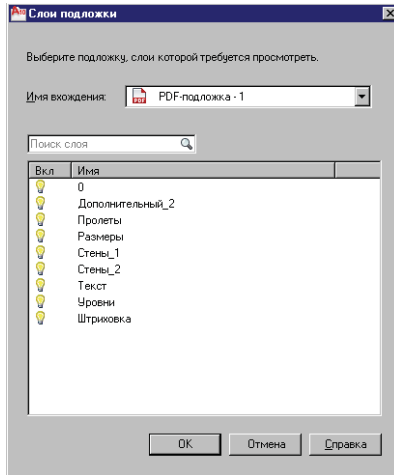 Слои подложки
Выберите подложку, слои которой требуется просмотреть.
Имя вхождения: PDF-подложка - 1
Поиск слоя
Вкл Имя
0
Дополнительный_2
Пролеты
Размеры
Стены_1
Стены_2
Текст
Уровни
Штриховка
OK Отмена Справка